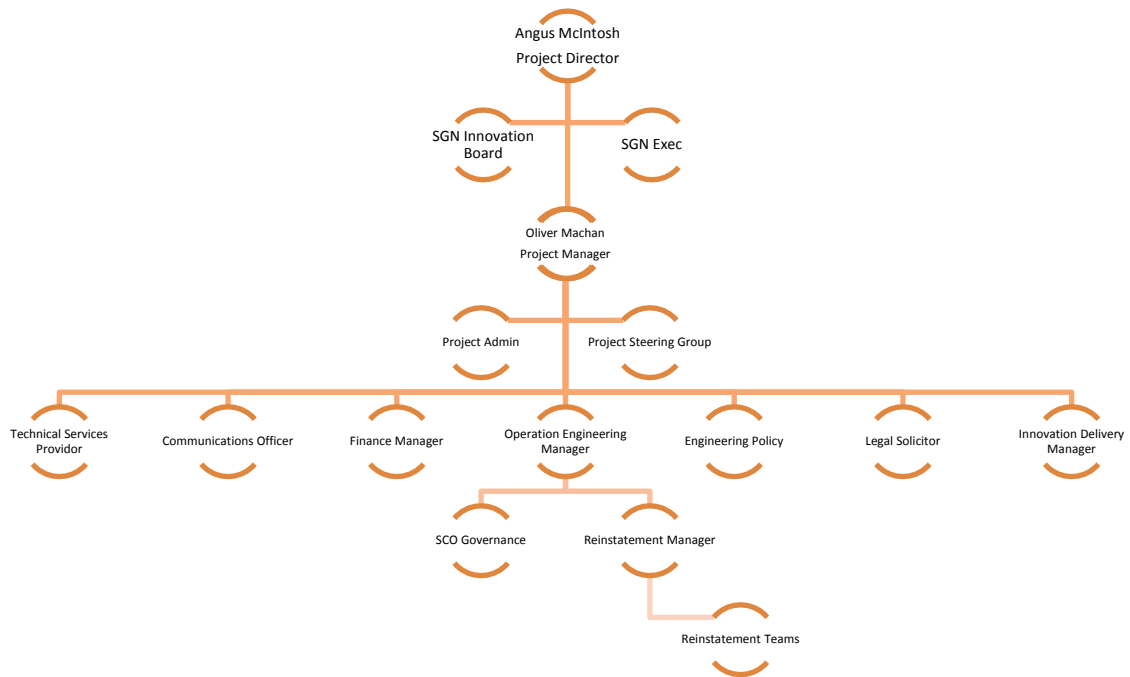 Angus McIntosh
Project Director
SGN Innovation
Board
SGN Exec
Oliver Machan
Project Manager
Project Admin
Project Steering Group
Technical Services
Providor
Communications Officer
Finance Manager
Operation Engineering
Manager
Engineering Policy
Legal Solicitor
Innovation Delivery
Manager
SCO Governance
Reinstatement Manager
Reinstatement Teams